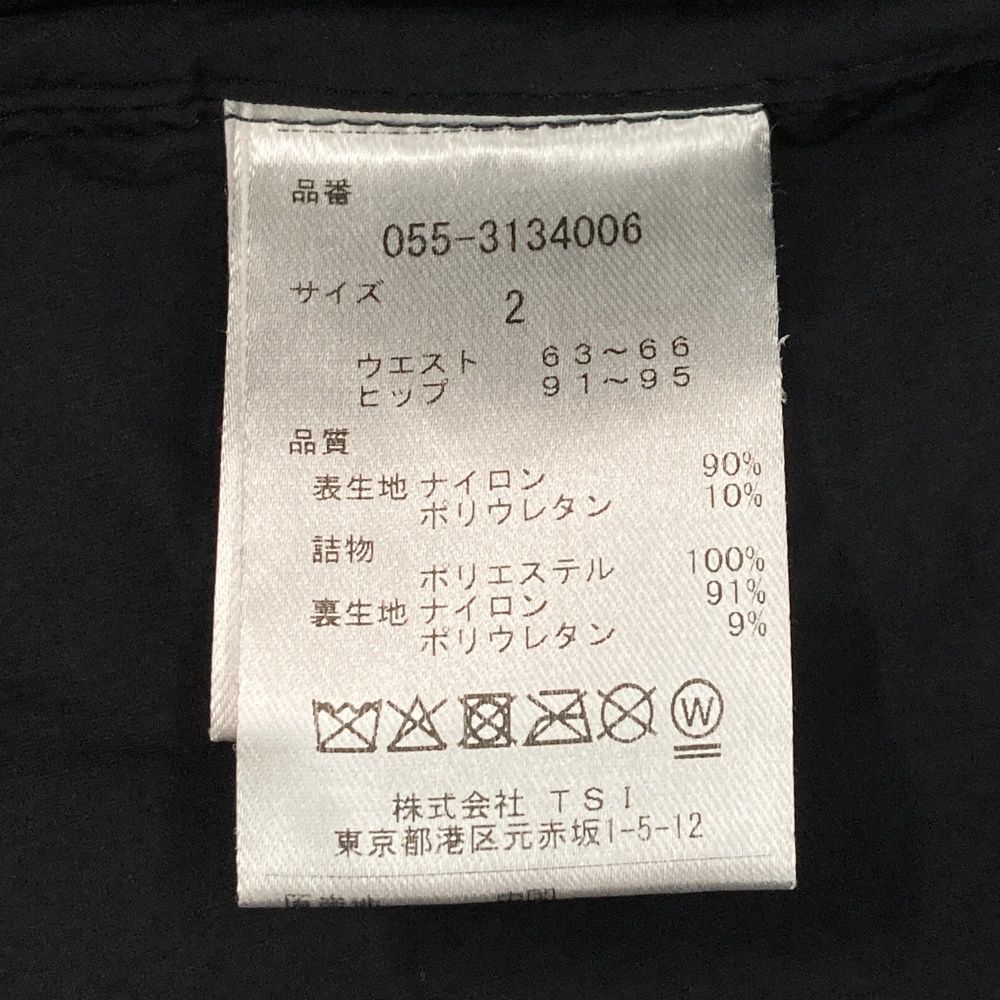 品番
055-3134006
サイズ 2
ウエスト 63～66
ヒップ 91～95
品質
表生地 ナイロン 90%
ポリウレタン 10%
詰物
ポリエステル 100%
裏生地 ナイロン 91%
ポリウレタン 9%
W
株式会社 TSI
東京都港区元赤坂1-5-12